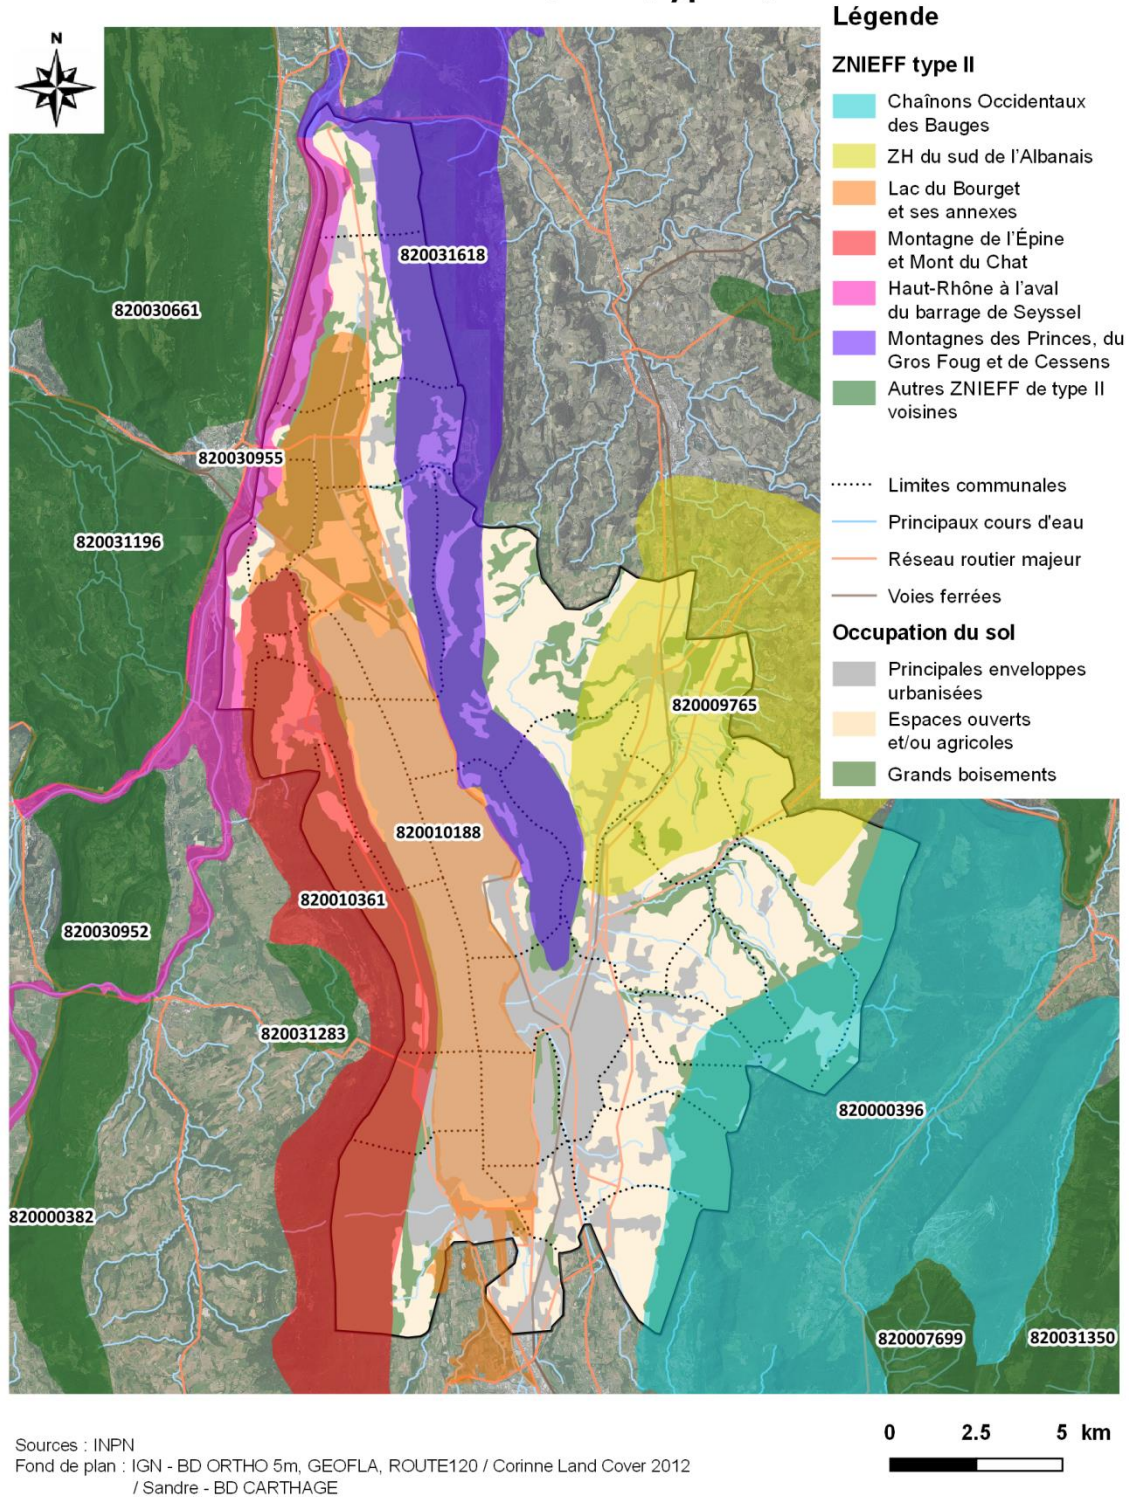 Légende
N
ZNIEFF type II
Chaînons Occidentaux
des Bauges
ZH du sud de l'Albanais
Lac du Bourget
et ses annexes
Montagne de l'Épine
et Mont du Chat
Haut-Rhône à l'aval
du barrage de Seyssel
Montagnes des Princes, du
Gros Foug et de Cessens
Autres ZNIEFF de type II
voisines
Limites communales
Principaux cours d'eau
Réseau routier majeur
Voies ferrées
Occupation du sol
Principales enveloppes
urbanisées
Espaces ouverts
et/ou agricoles
Grands boisements
820031618
820030661
820030955
820031196
820009765
820010188
820010361
820030952
820031283
820000396
820000382
820007699
820031350
0 2.5 5 km
Sources : INPN
Fond de plan : IGN - BD ORTHO 5m, GEOFLA, ROUTE120 / Corinne Land Cover 2012
/ Sandre - BD CARTHAGE